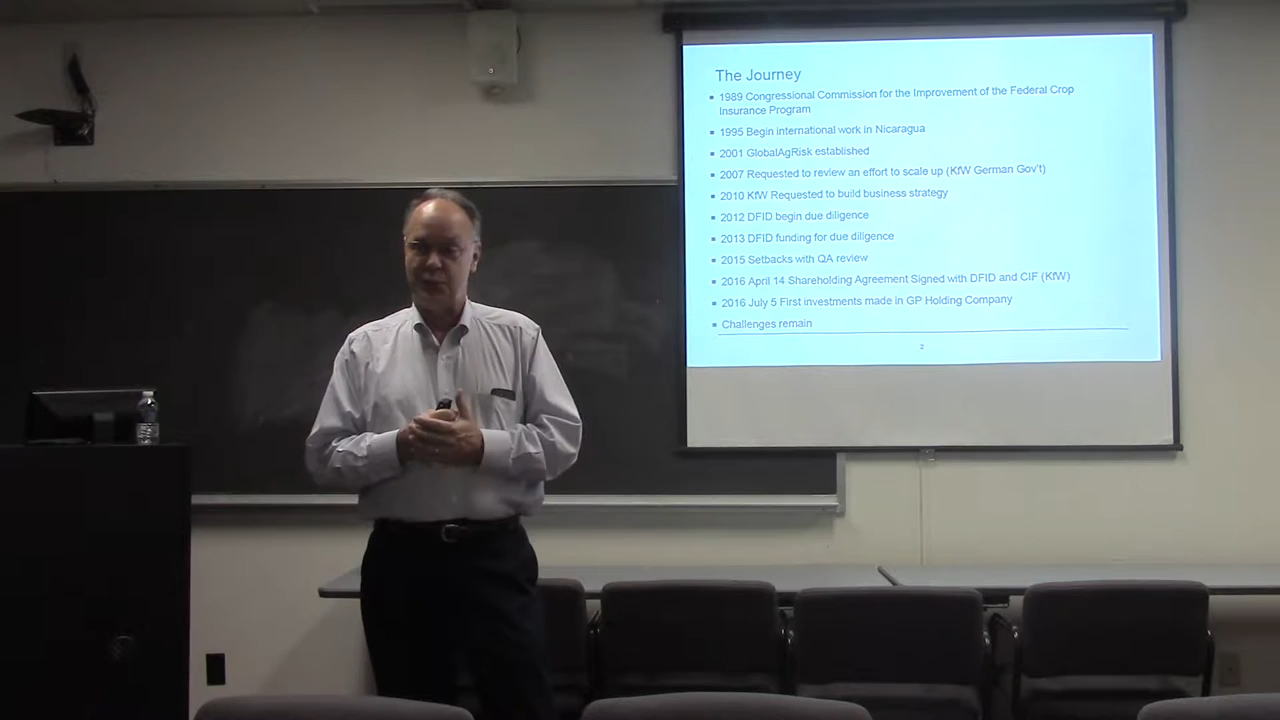 The Journey
1989 Congressional Commission for the Improvement of the Federal Crop
Insurance Program
1995 Begin international work in Nicaragua
2001 GlobalAgRisk established
2007 Requested to review an effort to scale up (KfW German Gov't)
2010 KfW Requested to build business strategy
2012 DFID begin due diligence
2013 DFID funding for due diligence
2015 Setbacks with QA review
2016 April 14 Shareholding Agreement Signed with DFID and CIF (KfW)
2016 July 5 First investments made in GP Holding Company
Challenges remain
2